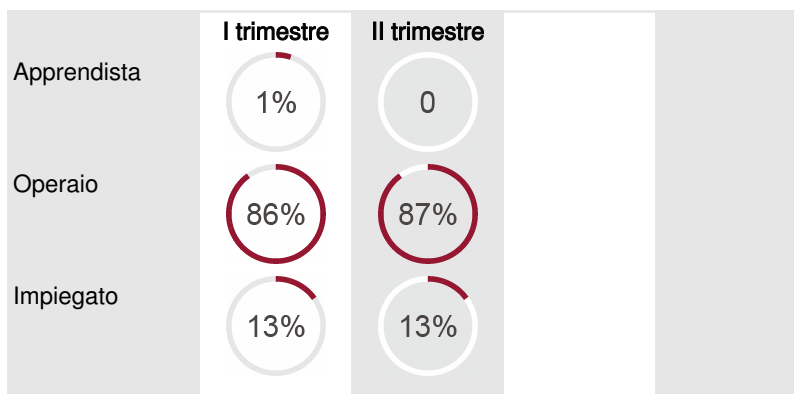 I trimestre II trimestre
Apprendista
1% 0
Operaio
86% 87%
Impiegato
13% 13%